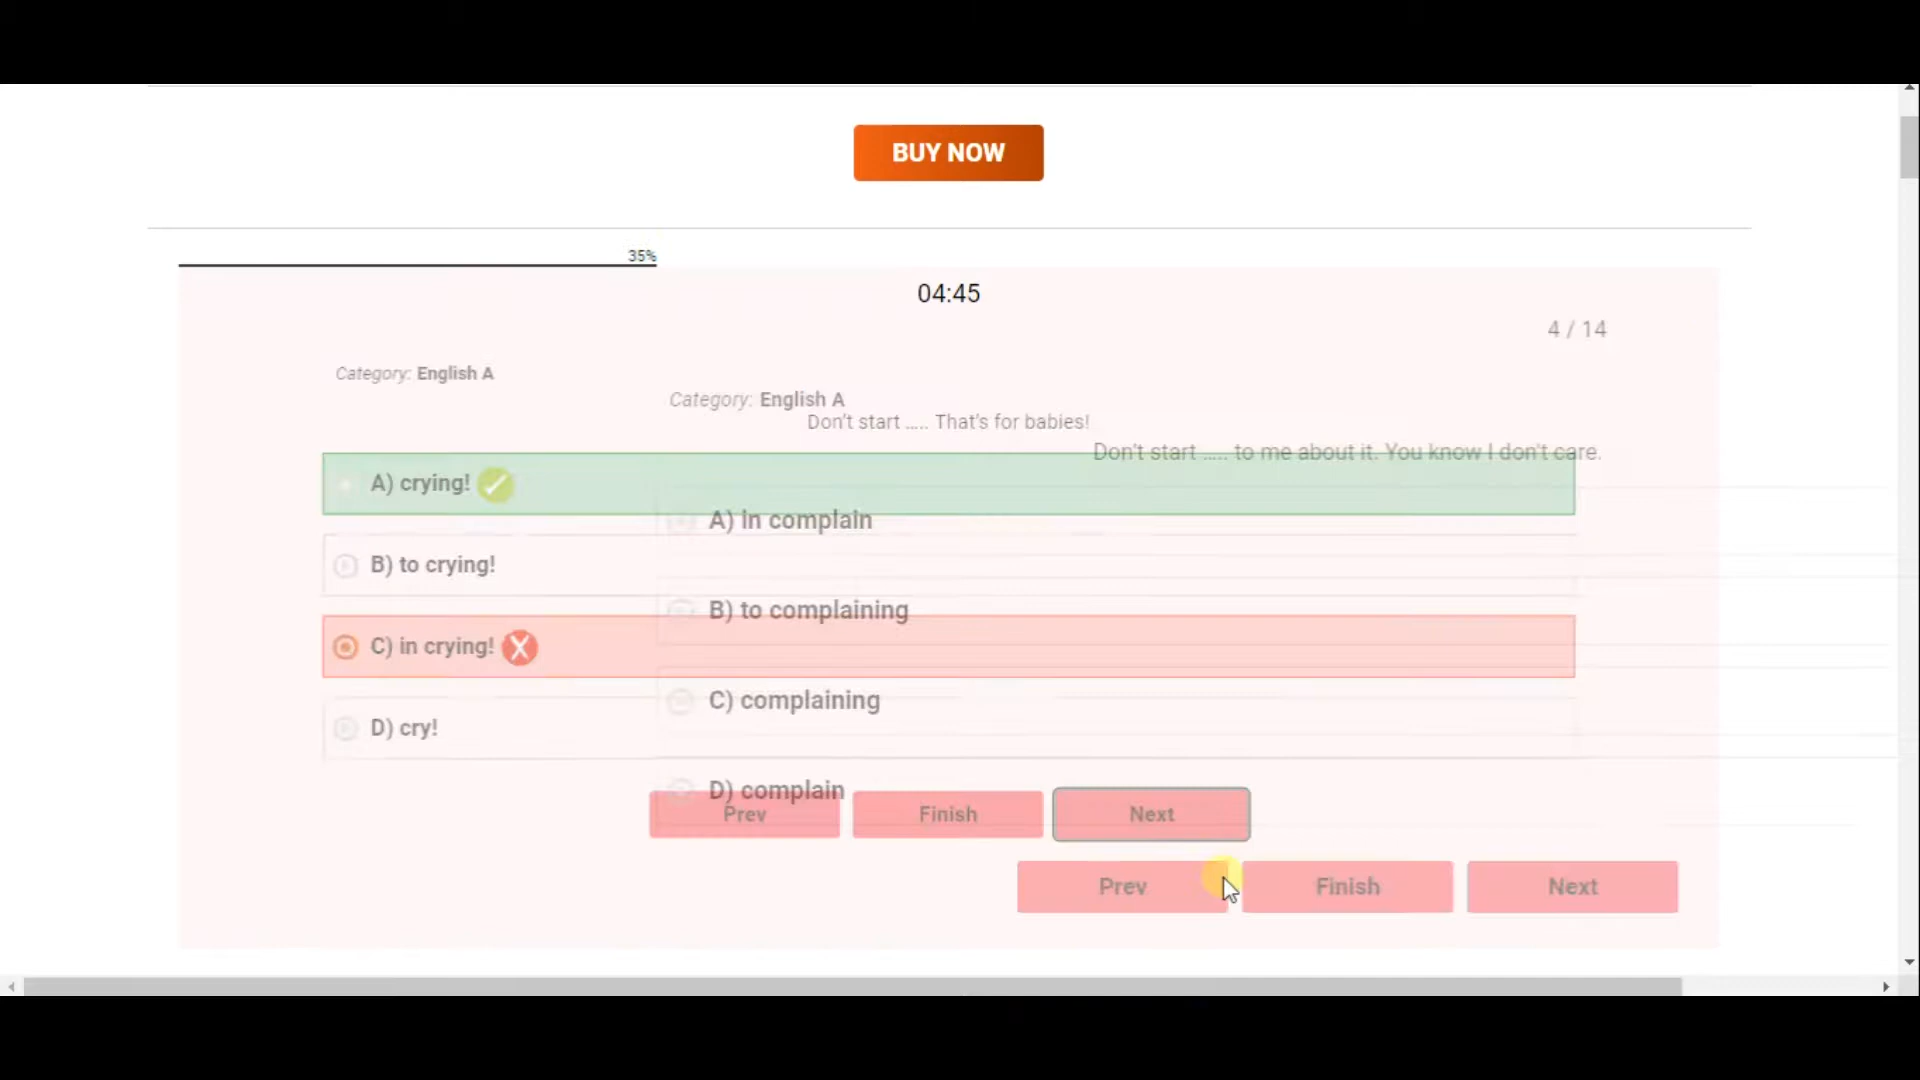 BUY NOW
35%
04:45
4 / 14
Category: English A
Category: English A
Don't start ..... That's for babies!
Don't start ..... to me about it. You know I don't care.
A) crying!
A) in complain
B) to crying!
B) to complaining
C) in crying! X
C) complaining
D) cry!
D) complain
Prev Finish Next
Prev Finish Next